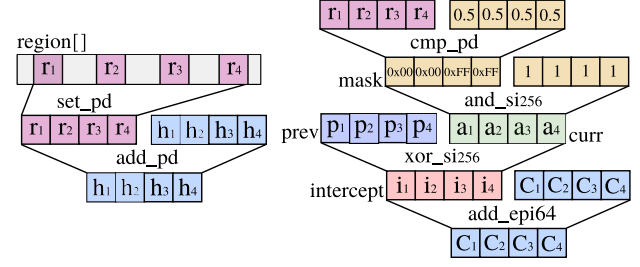 region[]
r1 r2 r3 r4
set_pd
r1 r2 r3 r4 h1 h2 h3 h4
add_pd
h1 h2 h3 h4
r1 r2 r3 r4 0.5 0.5 0.5 0.5
cmp_pd
mask 0x00 0x00 0xFF 0xFF 1 1 1 1
and_si256
prev p1 p2 p3 p4 a1 a2 a3 a4 curr
xor_si256
intercept i1 i2 i3 i4 C1 C2 C3 C4
add_epi64
C1 C2 C3 C4